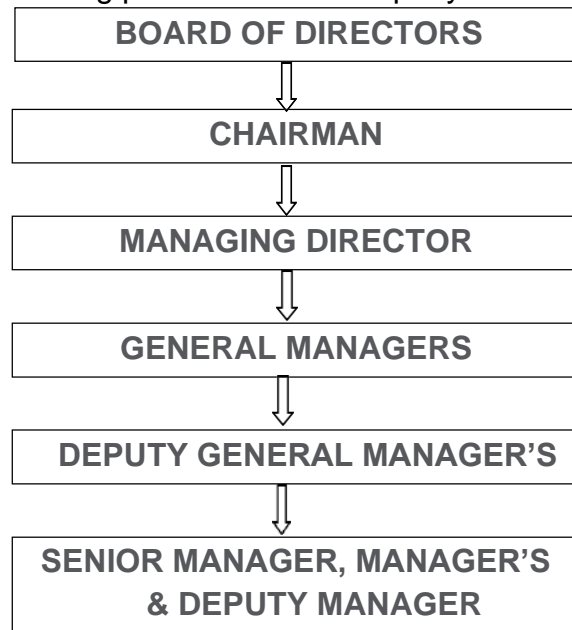 BOARD OF DIRECTORS
CHAIRMAN
MANAGING DIRECTOR
GENERAL MANAGERS
DEPUTY GENERAL MANAGER’S
SENIOR MANAGER, MANAGER’S
& DEPUTY MANAGER